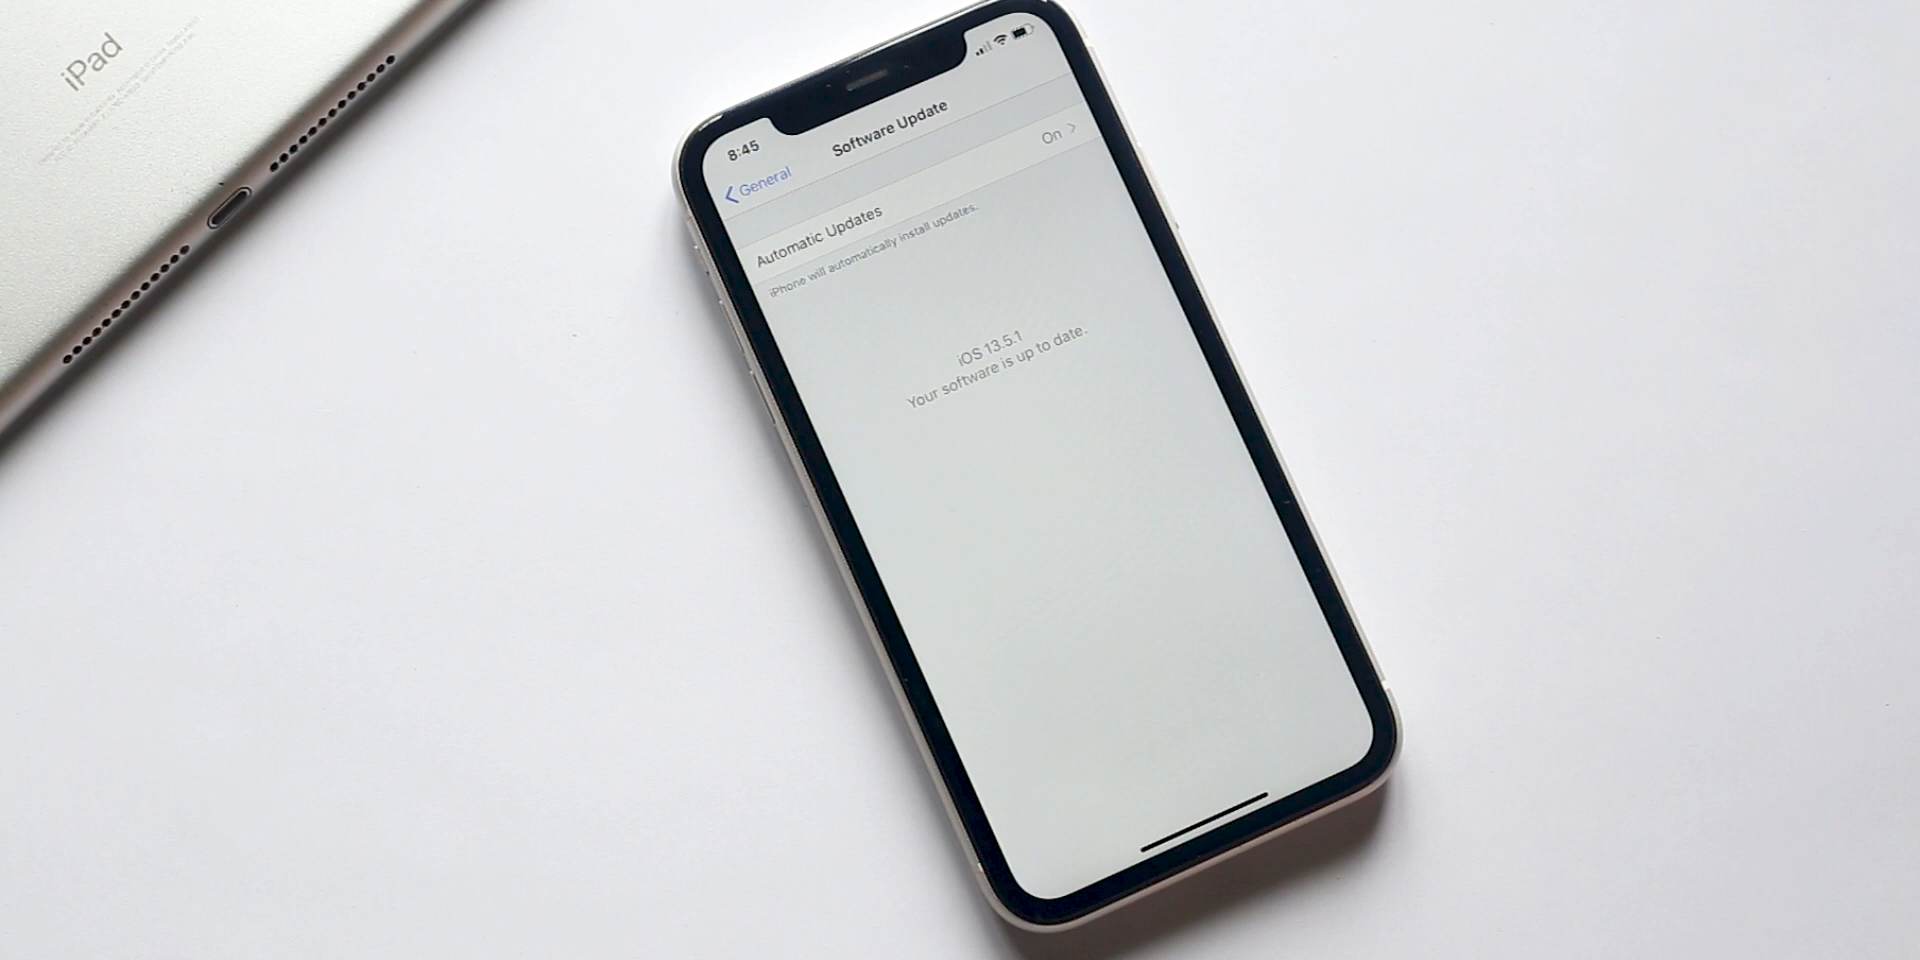 iPad
8:45
Software Update
General
Automatic Updates
On
iPhone will automatically install updates.
iOS 13.5.1
Your software is up to date.